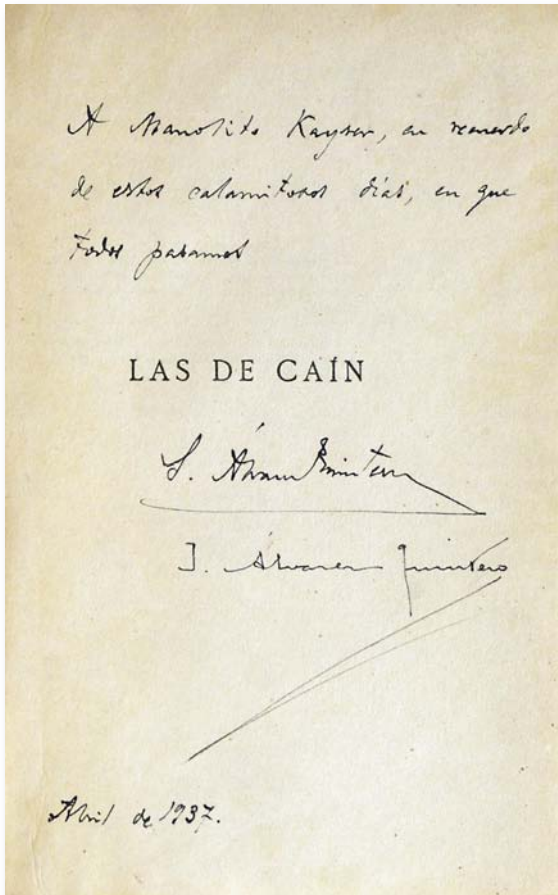 A Manolito Kayser, en recuerdo
de estos calamitosos días, en que
todos pasamos
LAS DE CAÍN
S. Álvarez Quintero
J. Álvarez Quintero
Abril de 1937.